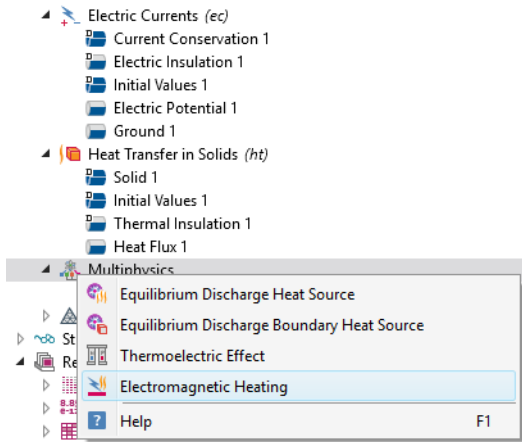 Electric Currents (ec)
Current Conservation 1
Electric Insulation 1
Initial Values 1
Electric Potential 1
Ground 1
Heat Transfer in Solids (ht)
Solid 1
Initial Values 1
Thermal Insulation 1
Heat Flux 1
Multiphysics
Equilibrium Discharge Heat Source
Equilibrium Discharge Boundary Heat Source
Thermoelectric Effect
St
Electromagnetic Heating
Re
Help F1